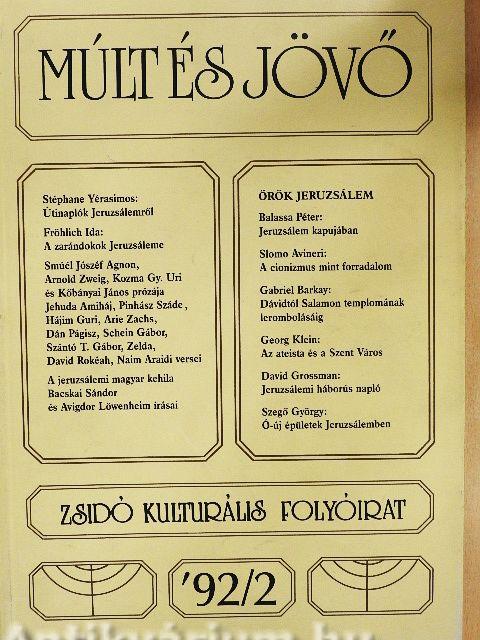 MÚLT ÉS JÖVŐ
Stéphane Yérasimos:
Útinaplók Jeruzsálemről
Fröhlich Ida:
A zarándokok Jeruzsáleme
Smúél Jószéf Agnon,
Arnold Zweig, Kozma Gy. Uri
és Kőbányai János prózája
Jehuda Amiháj, Pinhász Száde,
Hájim Guri, Arie Zachs,
Dán Págisz, Schein Gábor,
Szántó T. Gábor, Zelda,
David Rokéah, Naim Araidi versei
A jeruzsálemi magyar kehila
Bacskai Sándor
és Avigdor Löwenheim írásai
ÖRÖK JERUZSÁLEM
Balassa Péter:
Jeruzsálem kapujában
Slomo Avineri:
A cionizmus mint forradalom
Gabriel Barkay:
Dávidtól Salamon templomának
lerombolásáig
Georg Klein:
Az ateista és a Szent Város
David Grossman:
Jeruzsálemi háborús napló
Szegő György:
Ó-új épületek Jeruzsálemben
ZSIDÓ KULTURÁLIS FOLYÓIRAT
'92/2
Antikvárium.hu